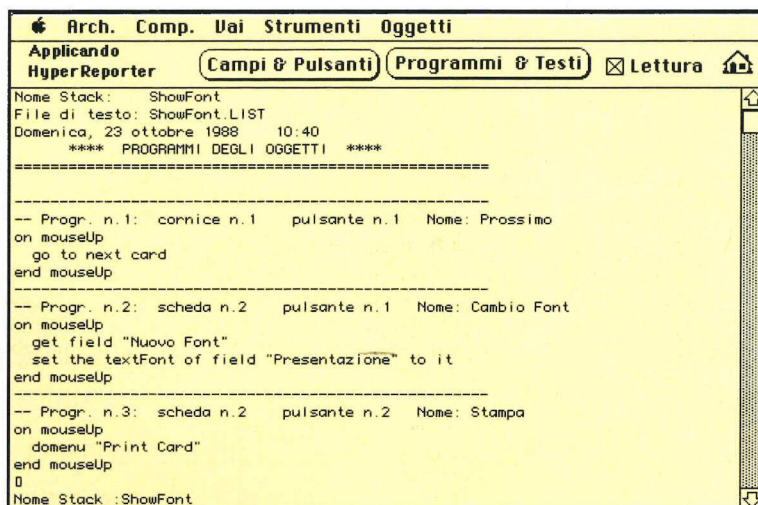 Arch. Comp. Vai Strumenti Oggetti
Applicando
HyperReporter
Campi & Pulsanti Programmi & Testi Lettura
Nome Stack: ShowFont
File di testo: ShowFont.LIST
Domenica, 23 ottobre 1988 10:40
**** PROGRAMMI DEGLI OGGETTI ****
=======================================================
-------------------------------------------------------
-- Progr. n.1: cornice n.1 pulsante n.1 Nome: Prossimo
on mouseUp
go to next card
end mouseUp
-------------------------------------------------------
-- Progr. n.2: scheda n.2 pulsante n.1 Nome: Cambio Font
on mouseUp
get field "Nuovo Font"
set the textFont of field "Presentazione" to it
end mouseUp
-------------------------------------------------------
-- Progr. n.3: scheda n.2 pulsante n.2 Nome: Stampa
on mouseUp
domenu "Print Card"
end mouseUp
▯
Nome Stack :ShowFont